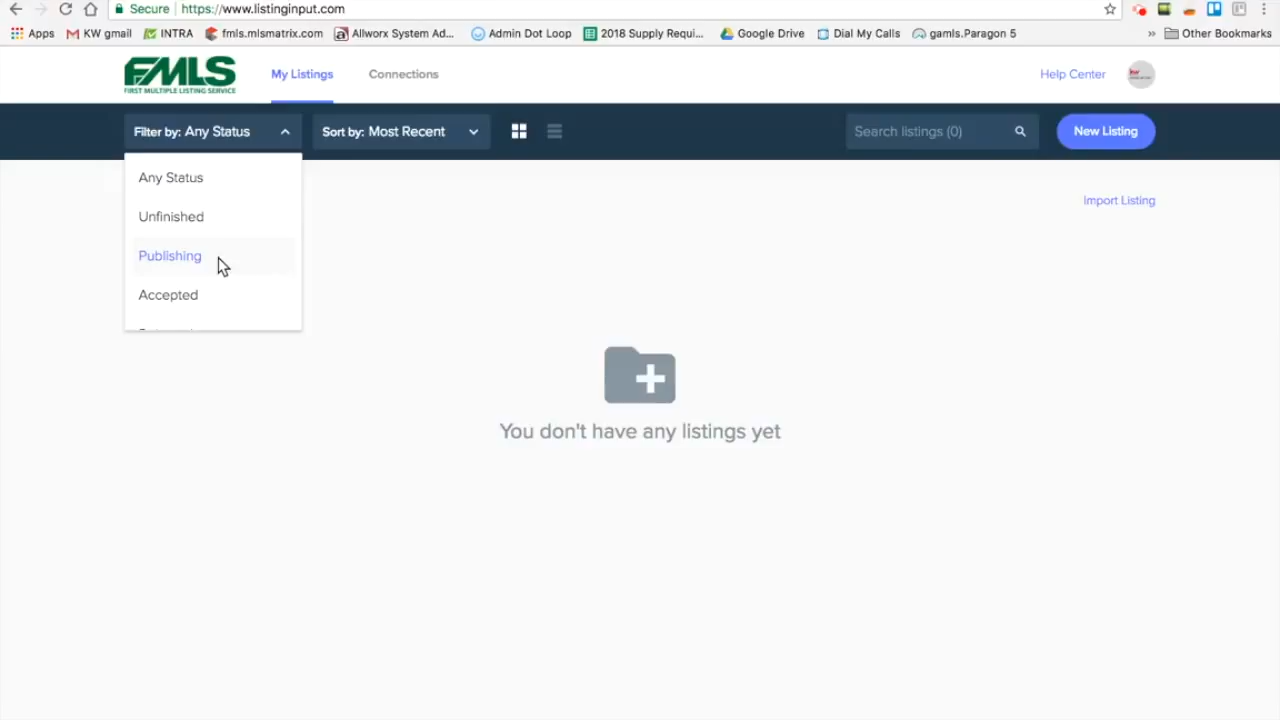 Secure https://www.listinginput.com
Apps KW gmail INTRA fmls.mlsmatrix.com Allworx System Ad... Admin Dot Loop 2018 Supply Requi... Google Drive Dial My Calls gamls.Paragon 5 » Other Bookmarks
FMLS
FIRST MULTIPLE LISTING SERVICE
My Listings Connections Help Center
kw
Filter by: Any Status Sort by: Most Recent Search listings (0) New Listing
Any Status
Import Listing
Unfinished
Publishing
Accepted
You don't have any listings yet